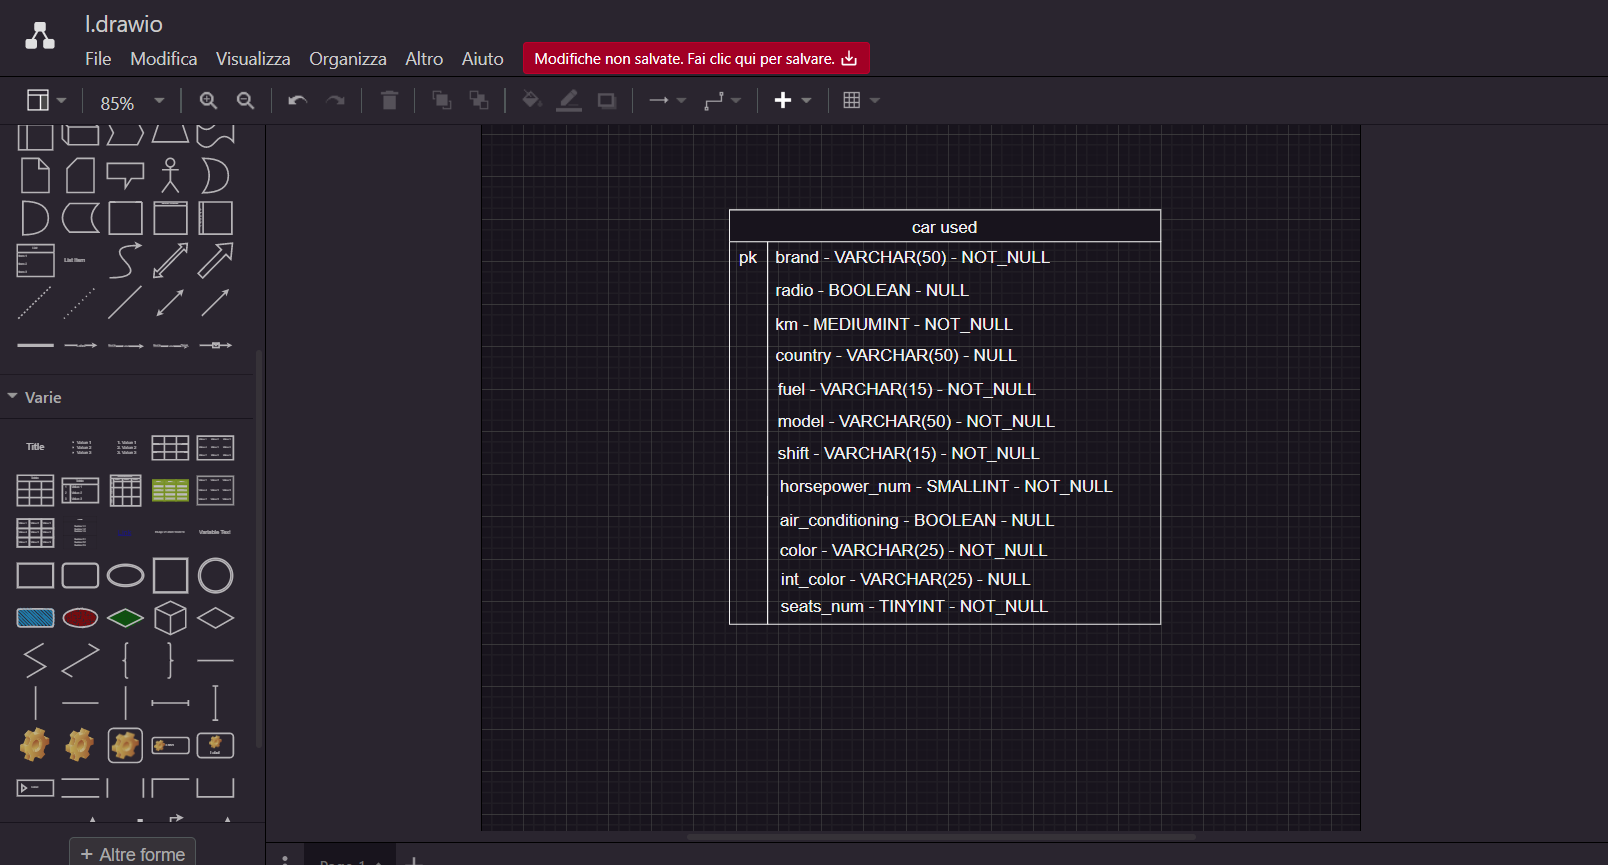 l.drawio
File Modifica Visualizza Organizza Altro Aiuto Modifiche non salvate. Fai clic qui per salvare.
85%
car used
pk brand - VARCHAR(50) - NOT_NULL
radio - BOOLEAN - NULL
km - MEDIUMINT - NOT_NULL
country - VARCHAR(50) - NULL
fuel - VARCHAR(15) - NOT_NULL
model - VARCHAR(50) - NOT_NULL
shift - VARCHAR(15) - NOT_NULL
horsepower_num - SMALLINT - NOT_NULL
air_conditioning - BOOLEAN - NULL
color - VARCHAR(25) - NOT_NULL
int_color - VARCHAR(25) - NULL
seats_num - TINYINT - NOT_NULL
List Item
Varie
Title
Variable Text
+ Altre forme
Page-1